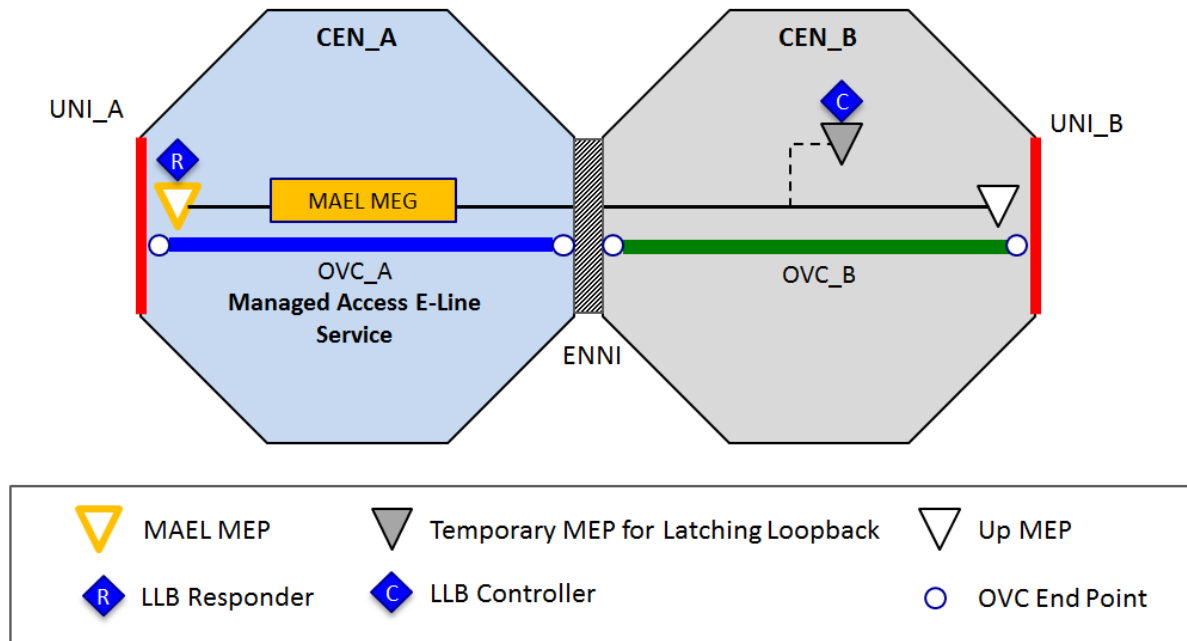 CEN_A
CEN_B
UNI_A
UNI_B
C
R
MAEL MEG
OVC_A
OVC_B
Managed Access E-Line
Service
ENNI
MAEL MEP
Temporary MEP for Latching Loopback
Up MEP
R
LLB Responder
C
LLB Controller
OVC End Point